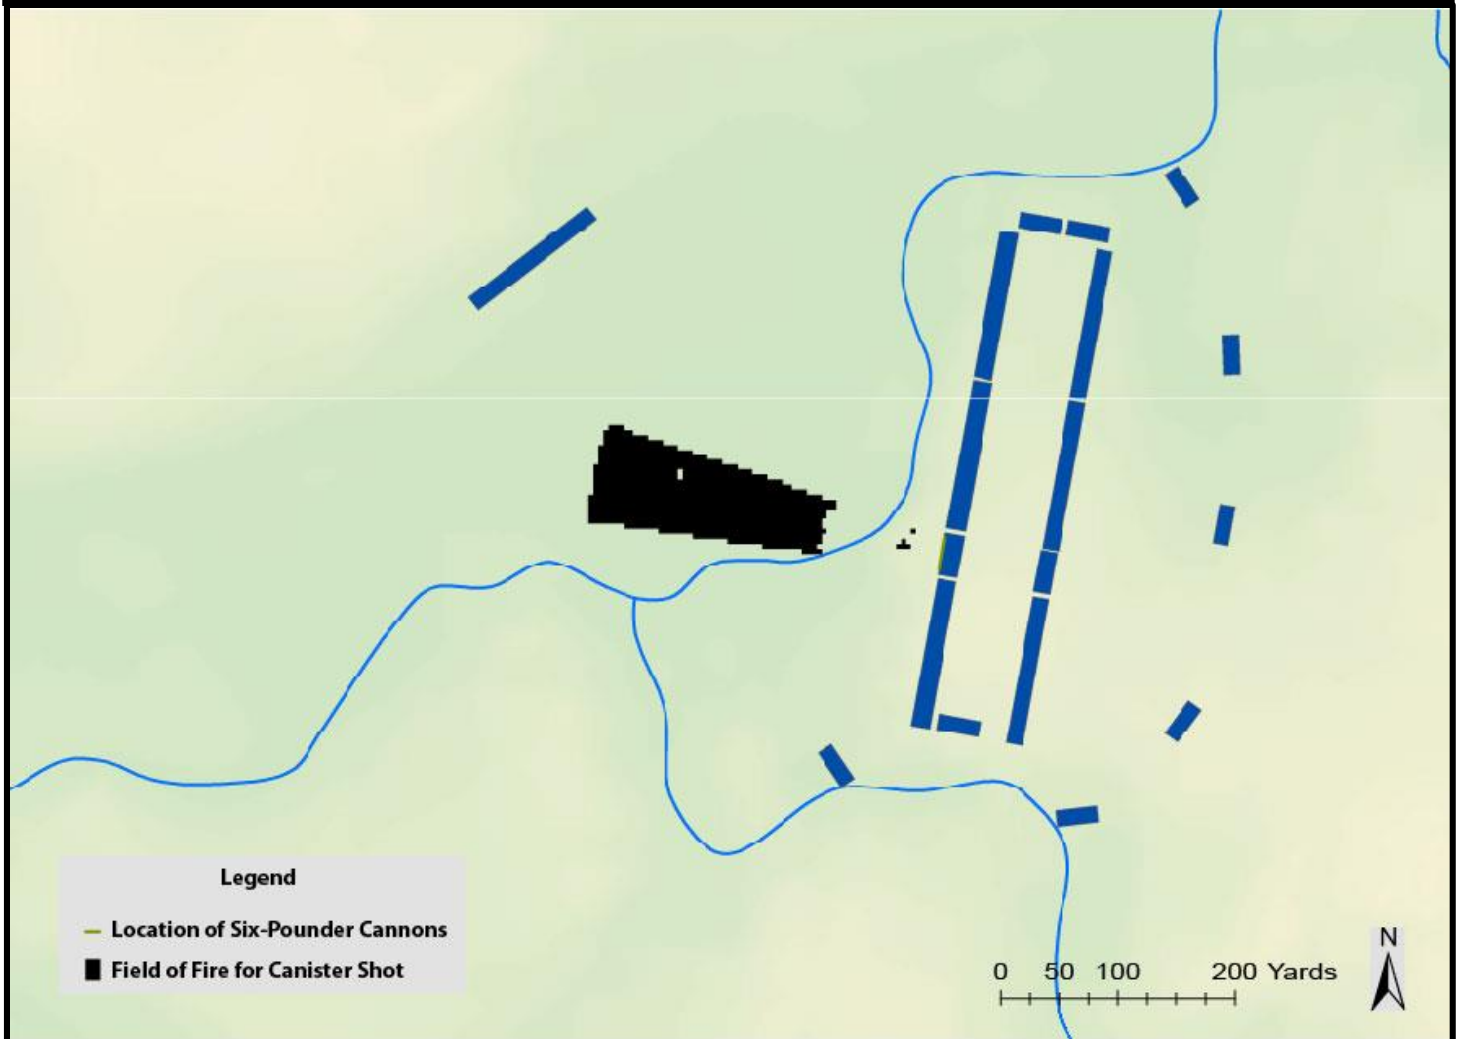 Legend
Location of Six-Pounder Cannons
Field of Fire for Canister Shot
0 50 100 200 Yards
N